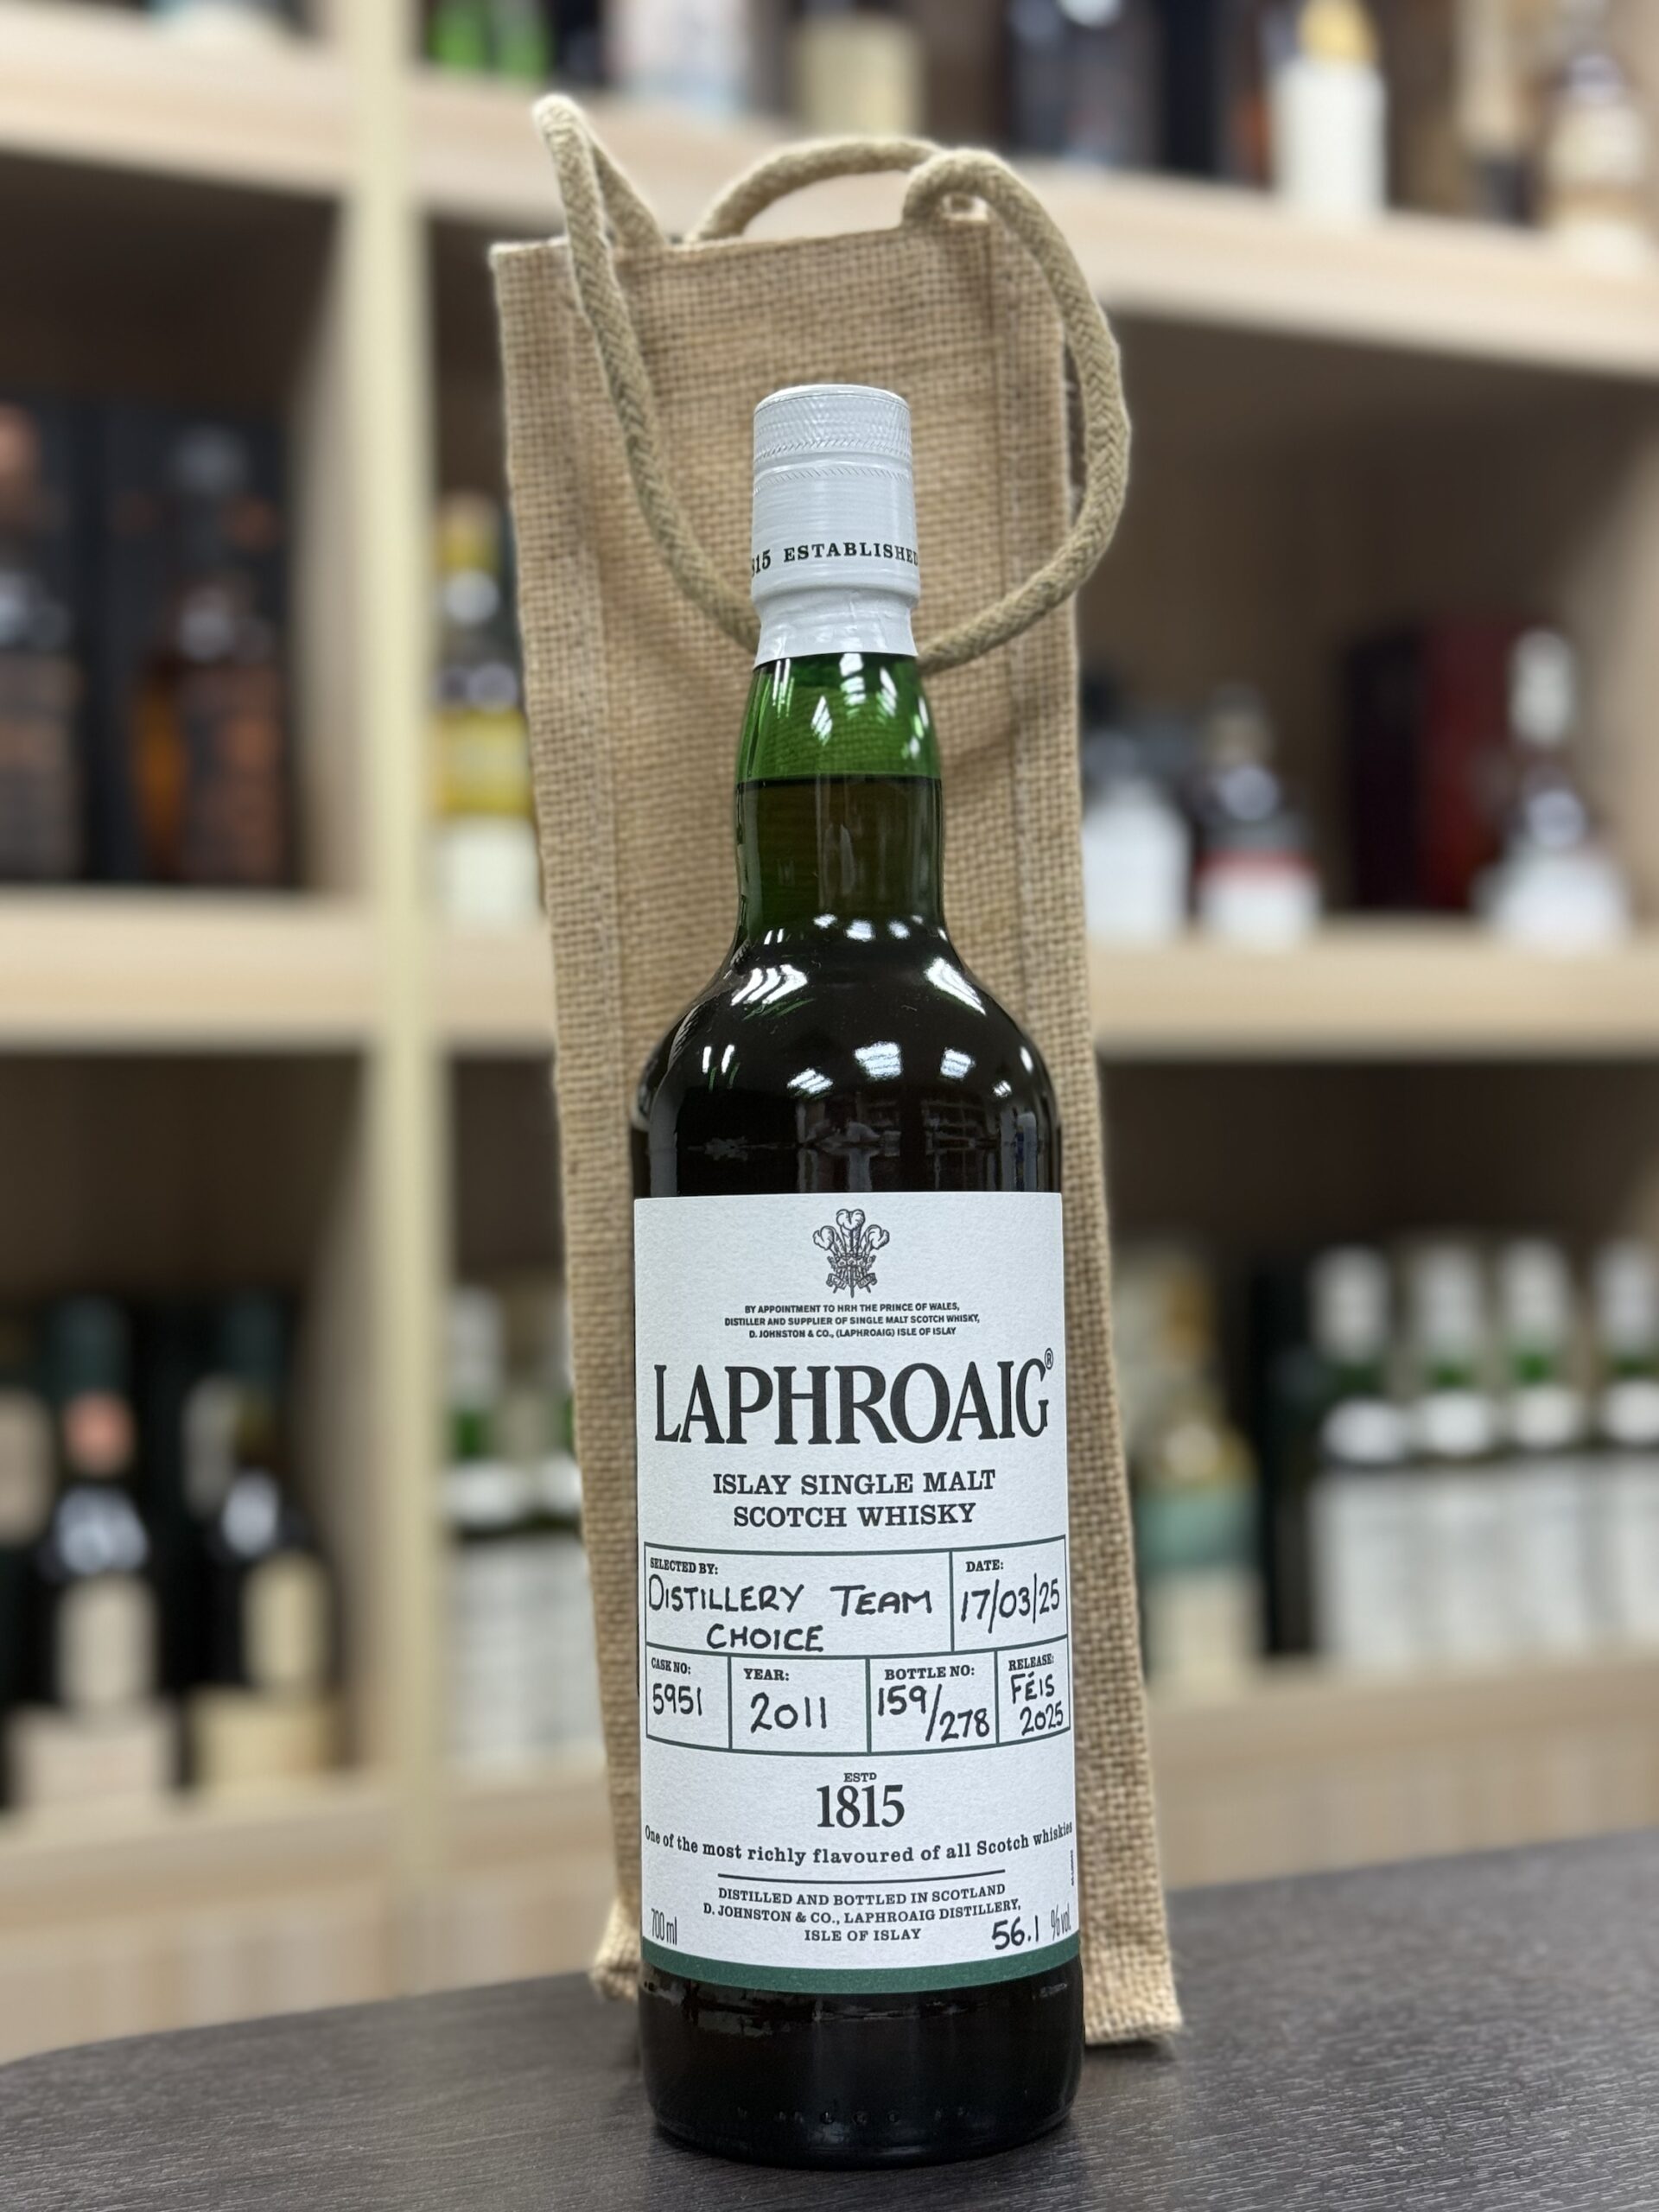 815 ESTABLISHED
BY APPOINTMENT TO HRH THE PRINCE OF WALES,
DISTILLER AND SUPPLIER OF SINGLE MALT SCOTCH WHISKY,
D. JOHNSTON & CO., (LAPHROAIG) ISLE OF ISLAY
LAPHROAIG®
ISLAY SINGLE MALT
SCOTCH WHISKY
SELECTED BY:
DISTILLERY TEAM
CHOICE
DATE:
17/03/25
CASK NO:
5951
YEAR:
2011
BOTTLE NO:
159/278
RELEASE:
FÉIS
2025
ESTD
1815
One of the most richly flavoured of all Scotch whiskies
DISTILLED AND BOTTLED IN SCOTLAND
D. JOHNSTON & CO., LAPHROAIG DISTILLERY,
ISLE OF ISLAY
700 ml
56.1 %vol.